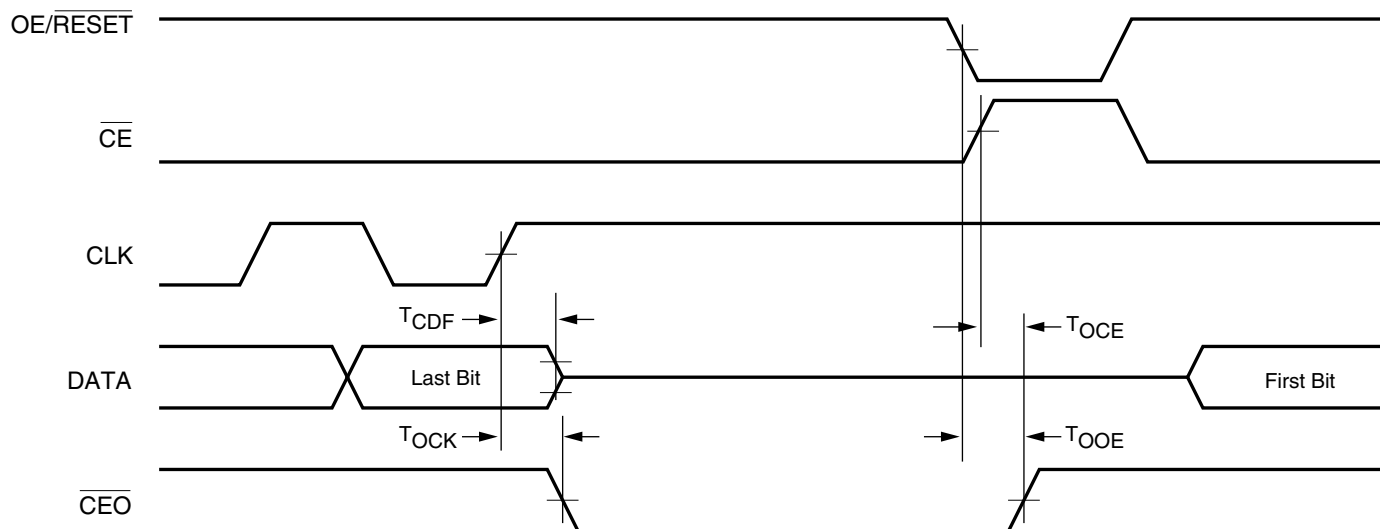 OE/RESET
CE
CLK
TCDF
TOCE
DATA
Last Bit
First Bit
TOCK
TOOE
CEO